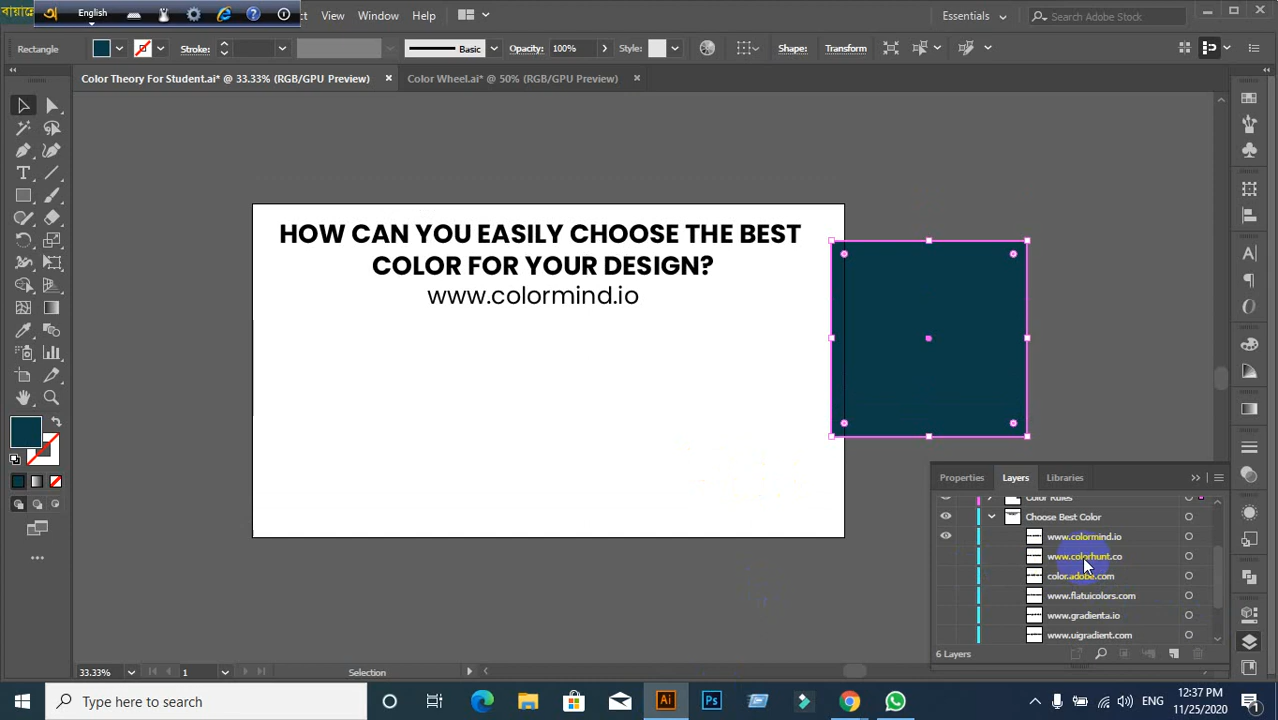 বায়ান্নো
English
View
Window
Help
Essentials
Search Adobe Stock
Rectangle
Stroke:
Basic
Opacity:
100%
Style:
Shape:
Transform
Color Theory For Student.ai* @ 33.33% (RGB/GPU Preview)
Color Wheel.ai* @ 50% (RGB/GPU Preview)
HOW CAN YOU EASILY CHOOSE THE BEST
COLOR FOR YOUR DESIGN?
www.colormind.io
Properties
Layers
Libraries
Color Rules
Choose Best Color
www.colormind.io
www.colorhunt.co
color.adobe.com
www.flatuicolors.com
www.gradienta.io
www.uigradient.com
6 Layers
33.33%
1
Selection
Type here to search
Ai
Ps
ENG
12:37 PM
11/25/2020